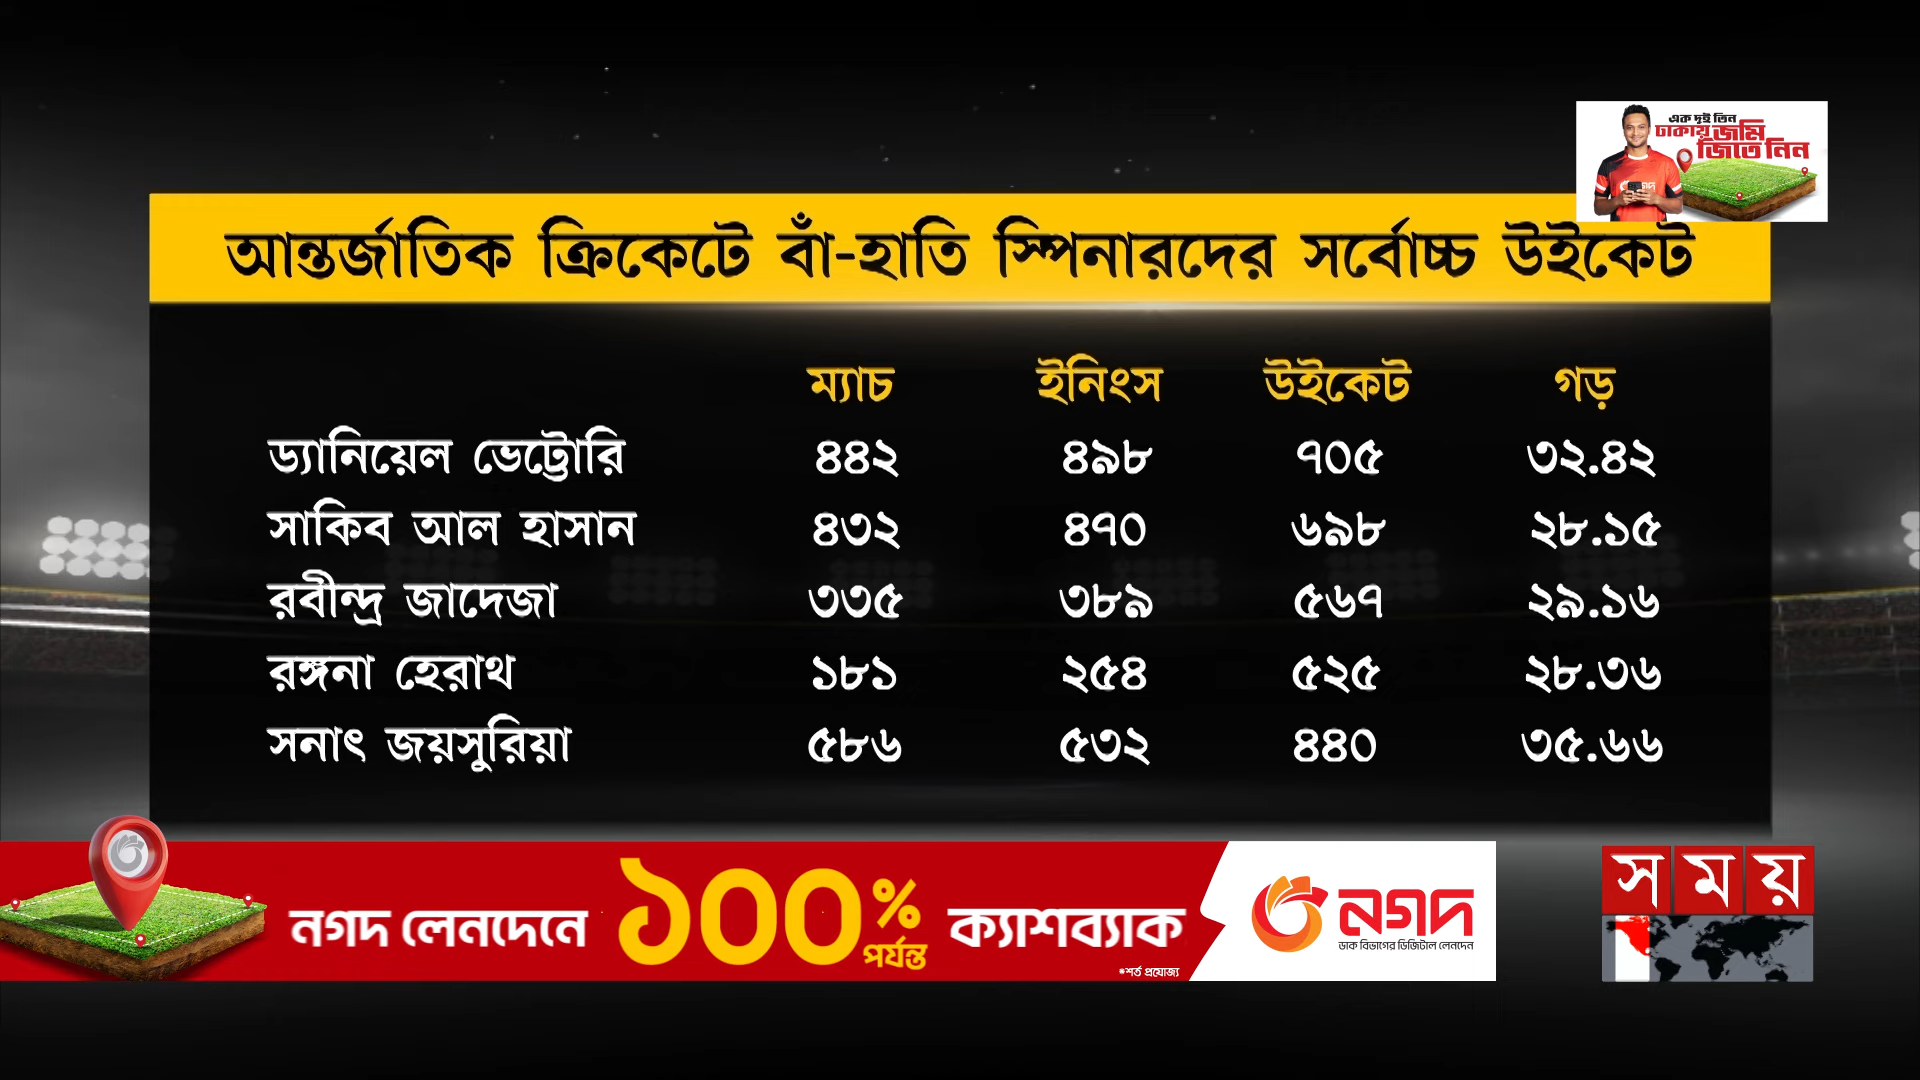 এক দুই তিন
ঢাকায় জমি
জিতে নিন
নগদ
আন্তর্জাতিক ক্রিকেটে বাঁ-হাতি স্পিনারদের সর্বোচ্চ উইকেট
ম্যাচ ইনিংস উইকেট গড়
ড্যানিয়েল ভেট্টোরি ৪৪২ ৪৯৮ ৭০৫ ৩২.৪২
সাকিব আল হাসান ৪৩২ ৪৭০ ৬৯৮ ২৮.১৫
রবীন্দ্র জাদেজা ৩৩৫ ৩৮৯ ৫৬৭ ২৯.১৬
রঙ্গনা হেরাথ ১৮১ ২৫৪ ৫২৫ ২৮.৩৬
সনাৎ জয়সুরিয়া ৫৮৬ ৫৩২ ৪৪০ ৩৫.৬৬
নগদ লেনদেনে ১০০% পর্যন্ত ক্যাশব্যাক
*শর্ত প্রযোজ্য
নগদ
ডাক বিভাগের ডিজিটাল লেনদেন
সময়